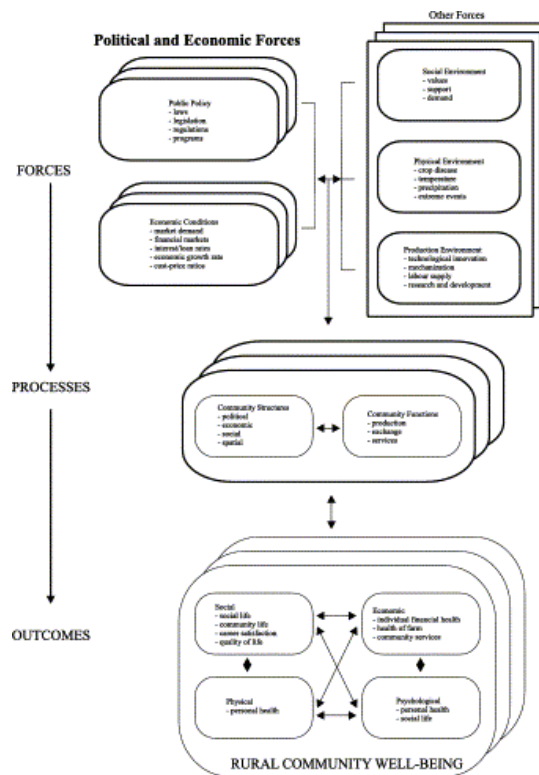 Other Forces
Political and Economic Forces
Public Policy
- laws
- legislation
- regulations
- programs
Social Environment
- values
- support
- demand
FORCES
Physical Environment
- crop disease
- temperature
- precipitation
- extreme events
Economic Conditions
- market demand
- financial markets
- interest/loan rates
- economic growth rate
- cost-price ratios
Production Environment
- technological innovation
- mechanization
- labour supply
- research and development
PROCESSES
Community Structures
- political
- economic
- social
- spatial
Community Functions
- production
- exchange
- services
OUTCOMES
Social
- social life
- community life
- career satisfaction
- quality of life
Economic
- individual financial health
- health of farm
- community services
Physical
- personal health
Psychological
- personal health
- social life
RURAL COMMUNITY WELL-BEING